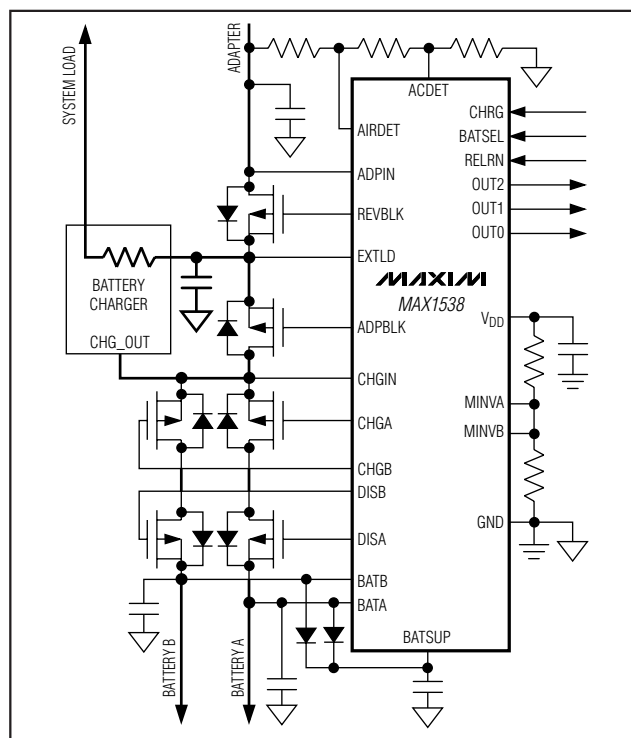 SYSTEM LOAD
ADAPTER
ACDET
AIRDET
CHRG
BATSEL
RELRN
OUT2
OUT1
OUT0
ADPIN
REVBLK
EXTLD
BATTERY
CHARGER
CHG_OUT
MAXIM
MAX1538
ADPBLK
VDD
CHGIN
MINVA
CHGA
MINVB
CHGB
DISB
GND
DISA
BATB
BATA
BATSUP
BATTERY B
BATTERY A